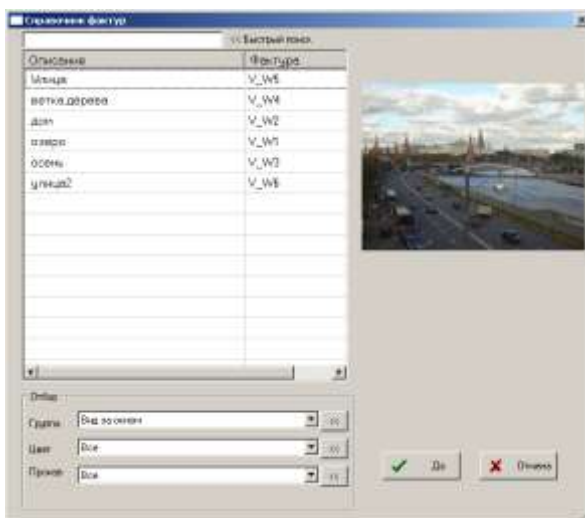 Справочник фактур
<< Быстрый поиск
Описание Фактура
Улица V_W5
ветка дерева V_W4
дом V_W2
озеро V_W1
осень V_W3
улица2 V_W6
Отбор
Группа Вид за окном <<
Цвет Все <<
Произв Все <<
Да Отмена